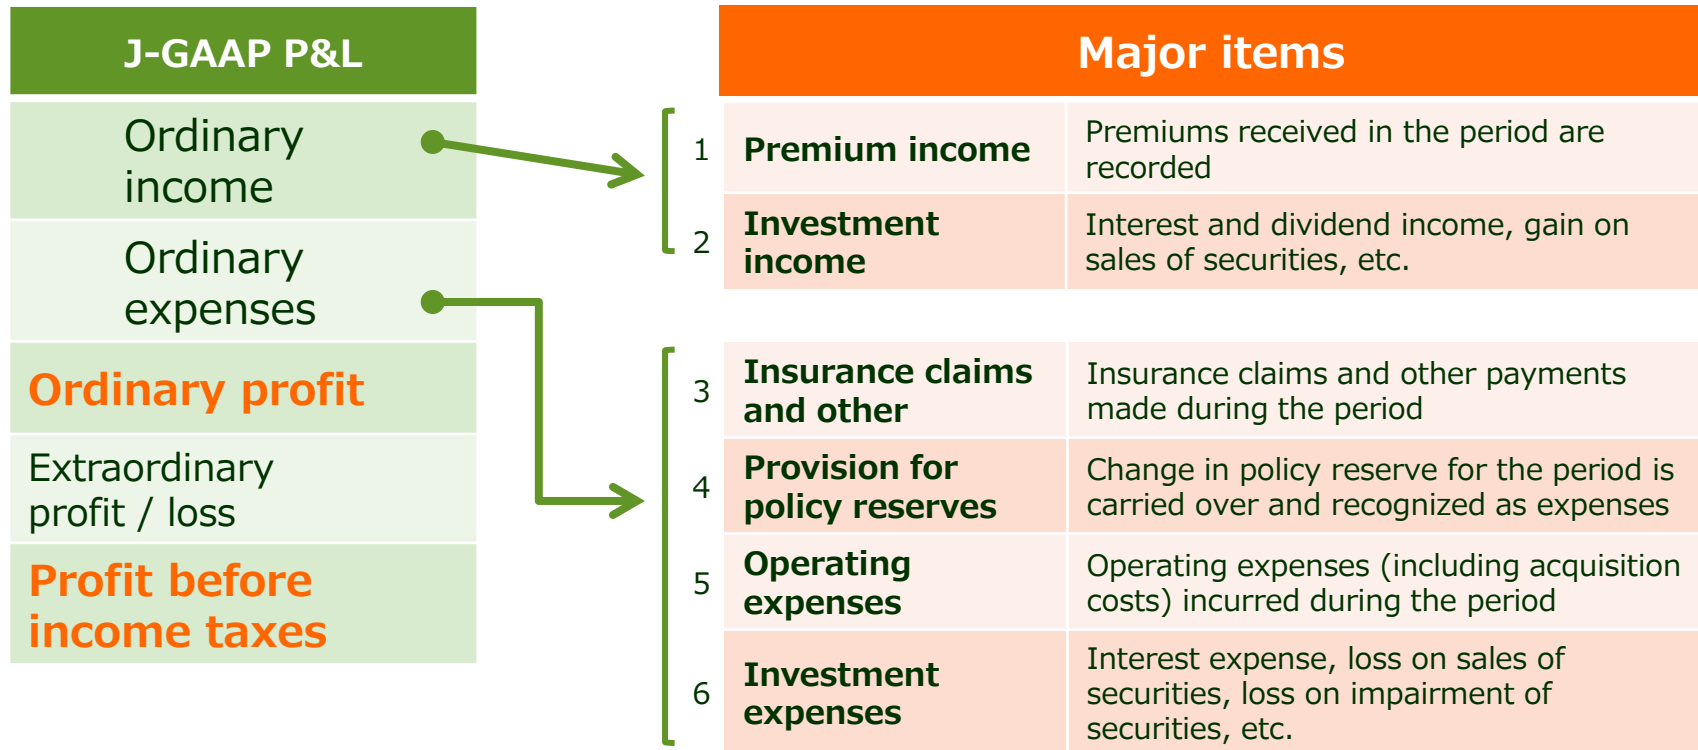 J-GAAP P&L
Ordinary
income
Ordinary
expenses
Ordinary profit
Extraordinary
profit / loss
Profit before
income taxes
Major items
1
Premium income
Premiums received in the period are
recorded
2
Investment
income
Interest and dividend income, gain on
sales of securities, etc.
3
Insurance claims
and other
Insurance claims and other payments
made during the period
4
Provision for
policy reserves
Change in policy reserve for the period is
carried over and recognized as expenses
5
Operating
expenses
Operating expenses (including acquisition
costs) incurred during the period
6
Investment
expenses
Interest expense, loss on sales of
securities, loss on impairment of
securities, etc.